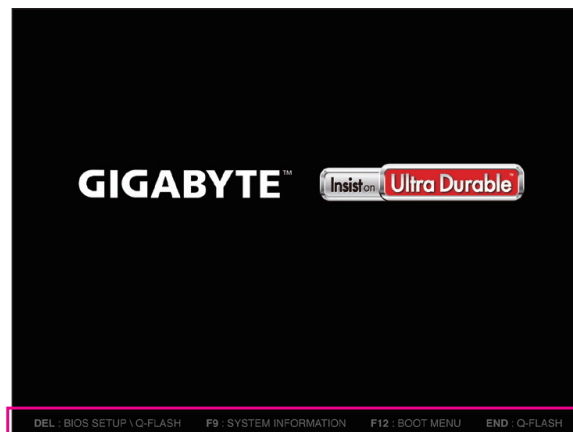 GIGABYTE™ Insist on Ultra Durable™
DEL : BIOS SETUP \ Q-FLASH F9 : SYSTEM INFORMATION F12 : BOOT MENU END : Q-FLASH